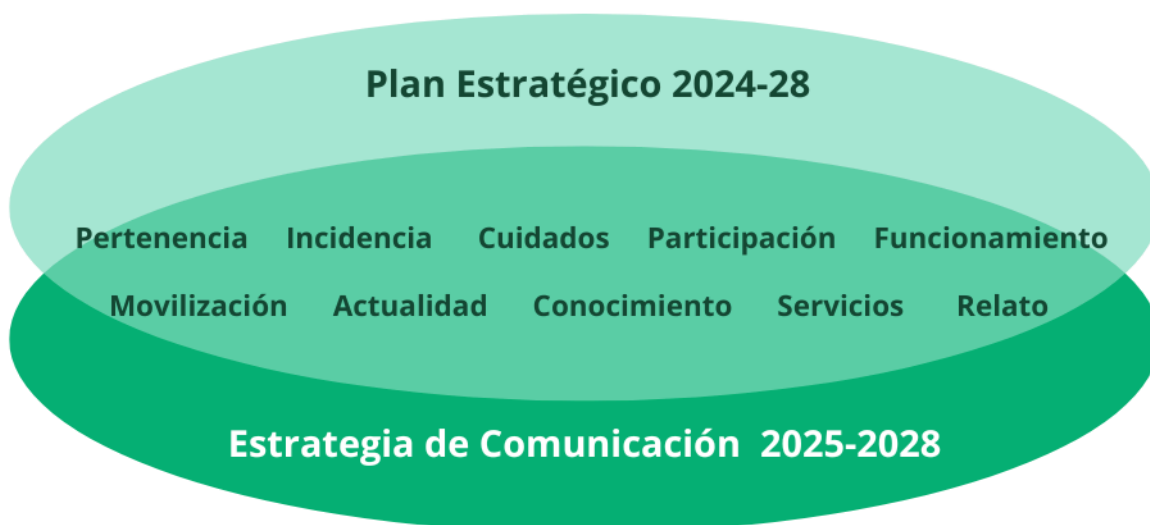 Plan Estratégico 2024-28
Pertenencia Incidencia Cuidados Participación Funcionamiento
Movilización Actualidad Conocimiento Servicios Relato
Estrategia de Comunicación 2025-2028